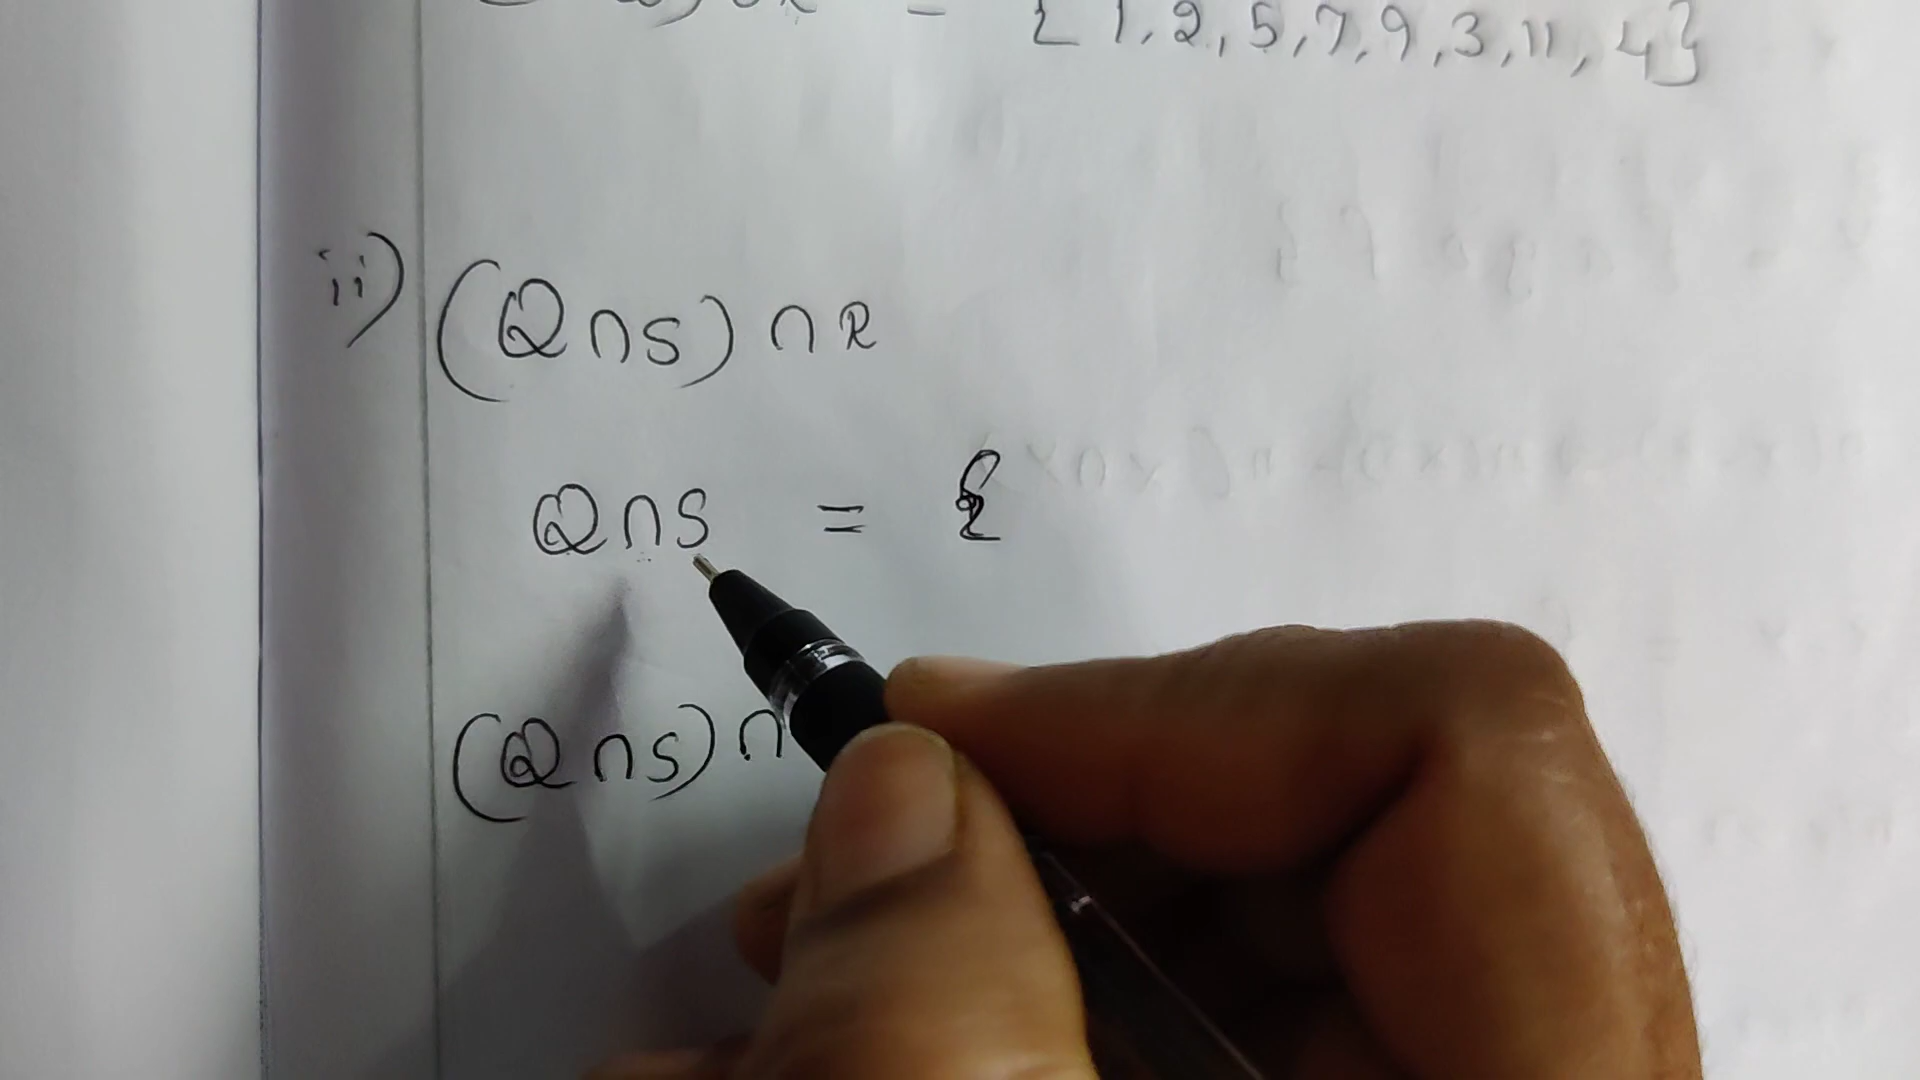 = {1, 2, 5, 7, 9, 3, 11, 4}
ii) (Q∩S) ∩ R
Q∩S = {
(Q∩S) ∩